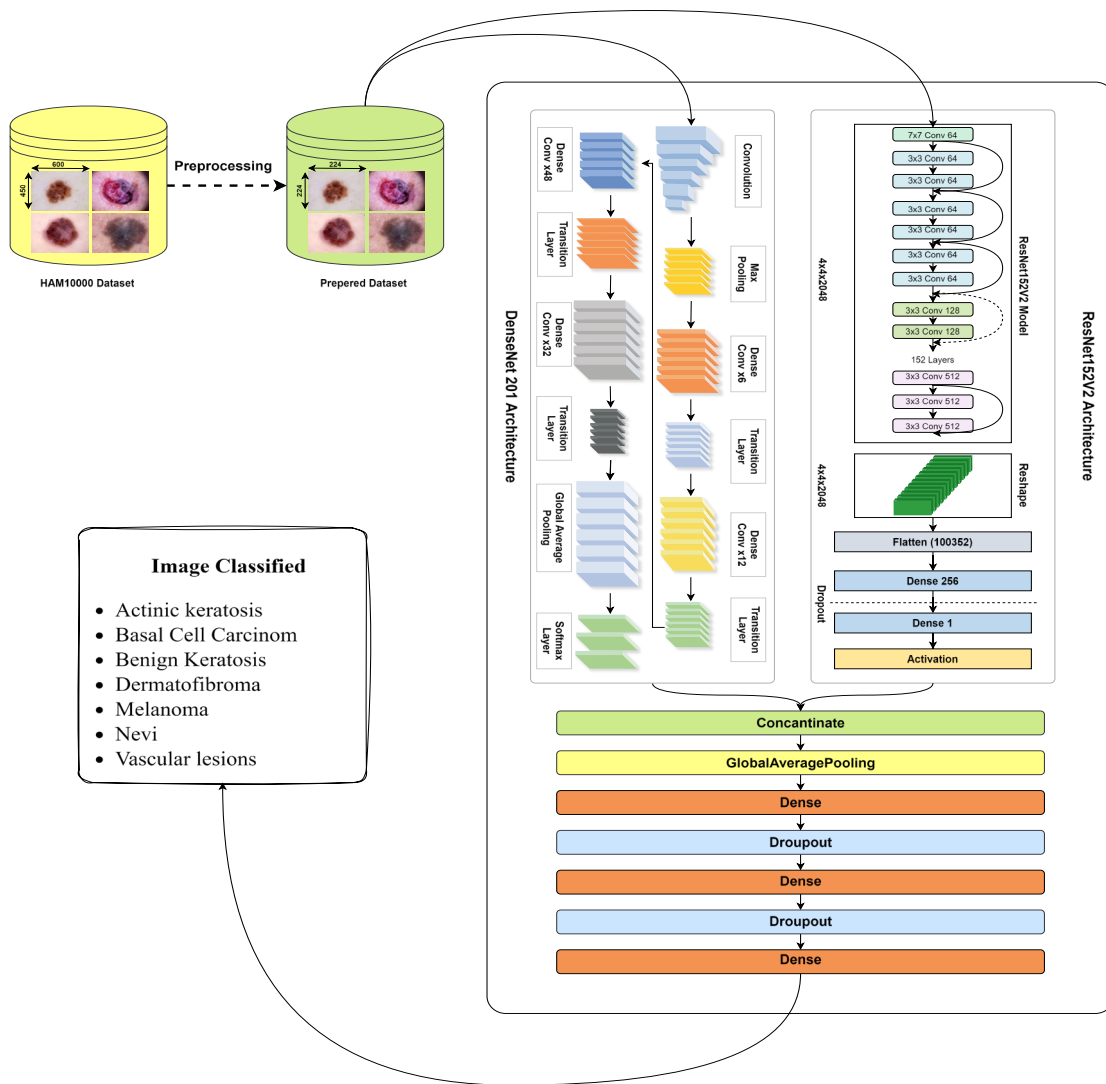 600
450
HAM10000 Dataset
Preprocessing
224
224
Prepered Dataset
DenseNet 201 Architecture
Convolution
Max
Pooling
Dense
Conv x6
Transition
Layer
Dense
Conv x12
Transition
Layer
Dense
Conv x48
Transition
Layer
Dense
Conv x32
Transition
Layer
Global Average
Pooling
Softmax
Layer
ResNet152V2 Architecture
ResNet152V2 Model
4x4x2048
7x7 Conv 64
3x3 Conv 64
3x3 Conv 64
3x3 Conv 64
3x3 Conv 64
3x3 Conv 64
3x3 Conv 64
3x3 Conv 128
3x3 Conv 128
152 Layers
3x3 Conv 512
3x3 Conv 512
3x3 Conv 512
4x4x2048
Reshape
Flatten (100352)
Dense 256
Dropout
Dense 1
Activation
Concantinate
GlobalAveragePooling
Dense
Droupout
Dense
Droupout
Dense
Image Classified
• Actinic keratosis
• Basal Cell Carcinom
• Benign Keratosis
• Dermatofibroma
• Melanoma
• Nevi
• Vascular lesions